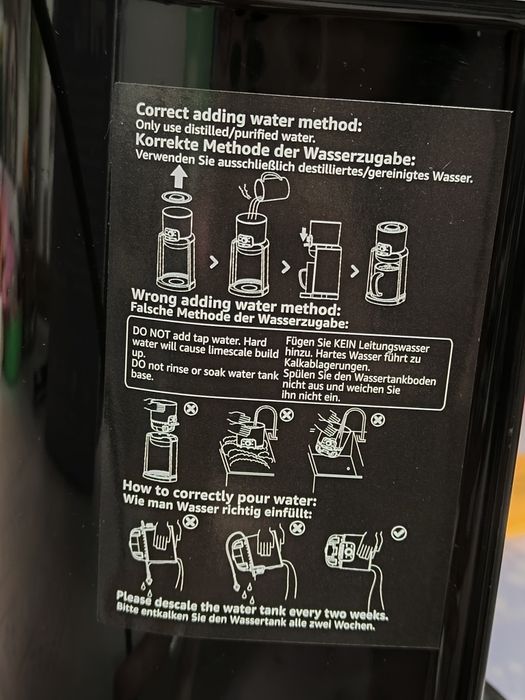 Correct adding water method:
Only use distilled/purified water.
Korrekte Methode der Wasserzugabe:
Verwenden Sie ausschließlich destilliertes/gereinigtes Wasser.
Wrong adding water method:
Falsche Methode der Wasserzugabe:
DO NOT add tap water. Hard
water will cause limescale build
up.
DO not rinse or soak water tank
base.
Fügen Sie KEIN Leitungswasser
hinzu. Hartes Wasser führt zu
Kalkablagerungen.
Spülen Sie den Wassertankboden
nicht aus und weichen Sie
ihn nicht ein.
How to correctly pour water:
Wie man Wasser richtig einfüllt:
Please descale the water tank every two weeks.
Bitte entkalken Sie den Wassertank alle zwei Wochen.